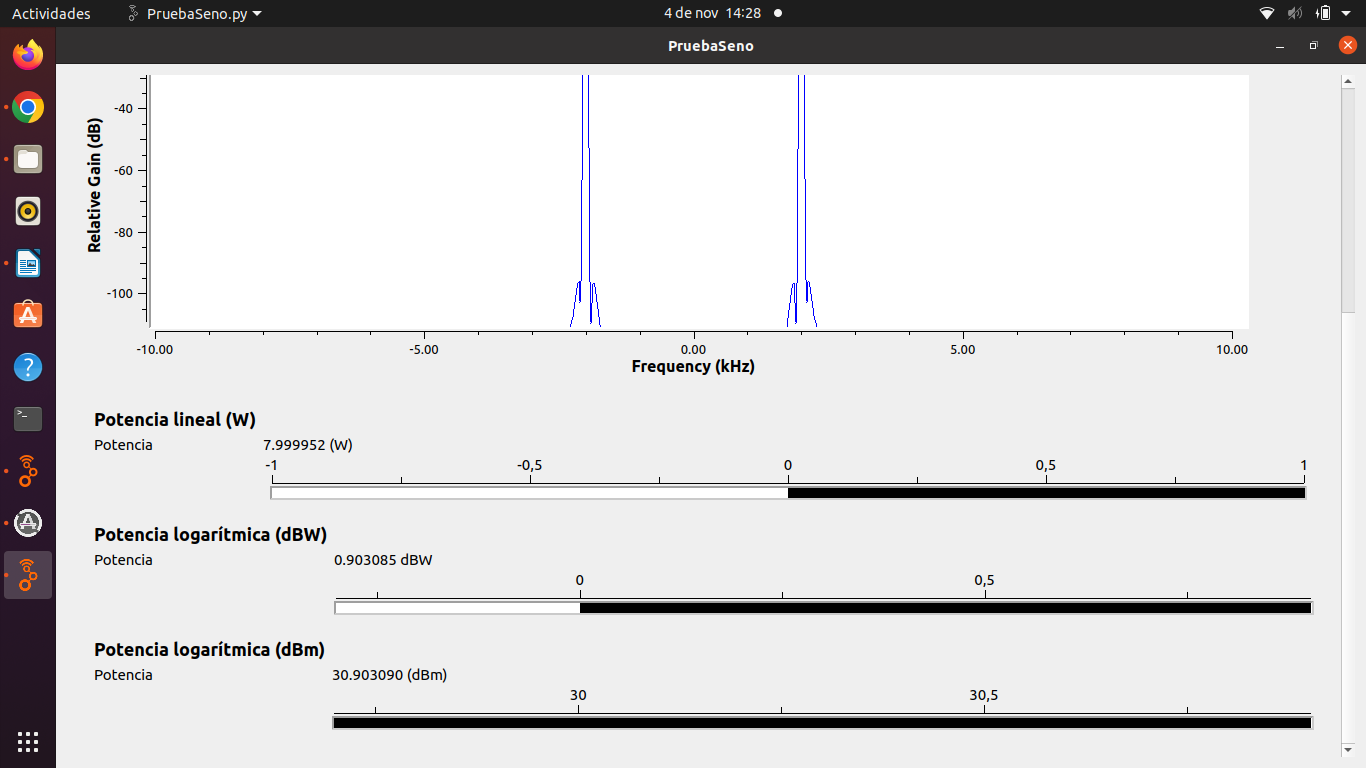 Actividades PruebaSeno.py 4 de nov 14:28
PruebaSeno
Relative Gain (dB)
-40
-60
-80
-100
-10.00 -5.00 0.00 5.00 10.00
Frequency (kHz)
Potencia lineal (W)
Potencia 7.999952 (W)
-1 -0,5 0 0,5 1
Potencia logarítmica (dBW)
Potencia 0.903085 dBW
0 0,5
Potencia logarítmica (dBm)
Potencia 30.903090 (dBm)
30 30,5